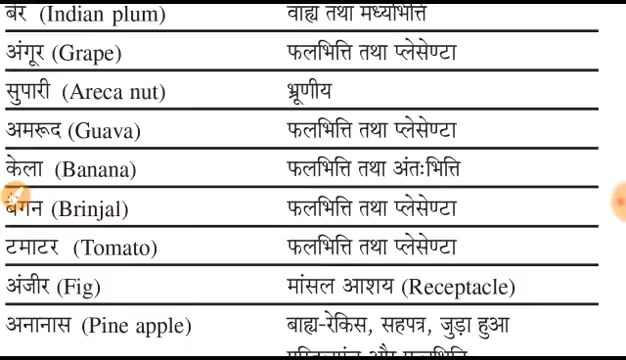 बेर (Indian plum) वाह्य तथा मध्यभित्ति
अंगूर (Grape) फलभित्ति तथा प्लेसेण्टा
सुपारी (Areca nut) भ्रूणीय
अमरूद (Guava) फलभित्ति तथा प्लेसेण्टा
केला (Banana) फलभित्ति तथा अंतःभित्ति
बैंगन (Brinjal) फलभित्ति तथा प्लेसेण्टा
टमाटर (Tomato) फलभित्ति तथा प्लेसेण्टा
अंजीर (Fig) मांसल आशय (Receptacle)
अनानास (Pine apple) बाह्य-रेकिस, सहपत्र, जुड़ा हुआ
और